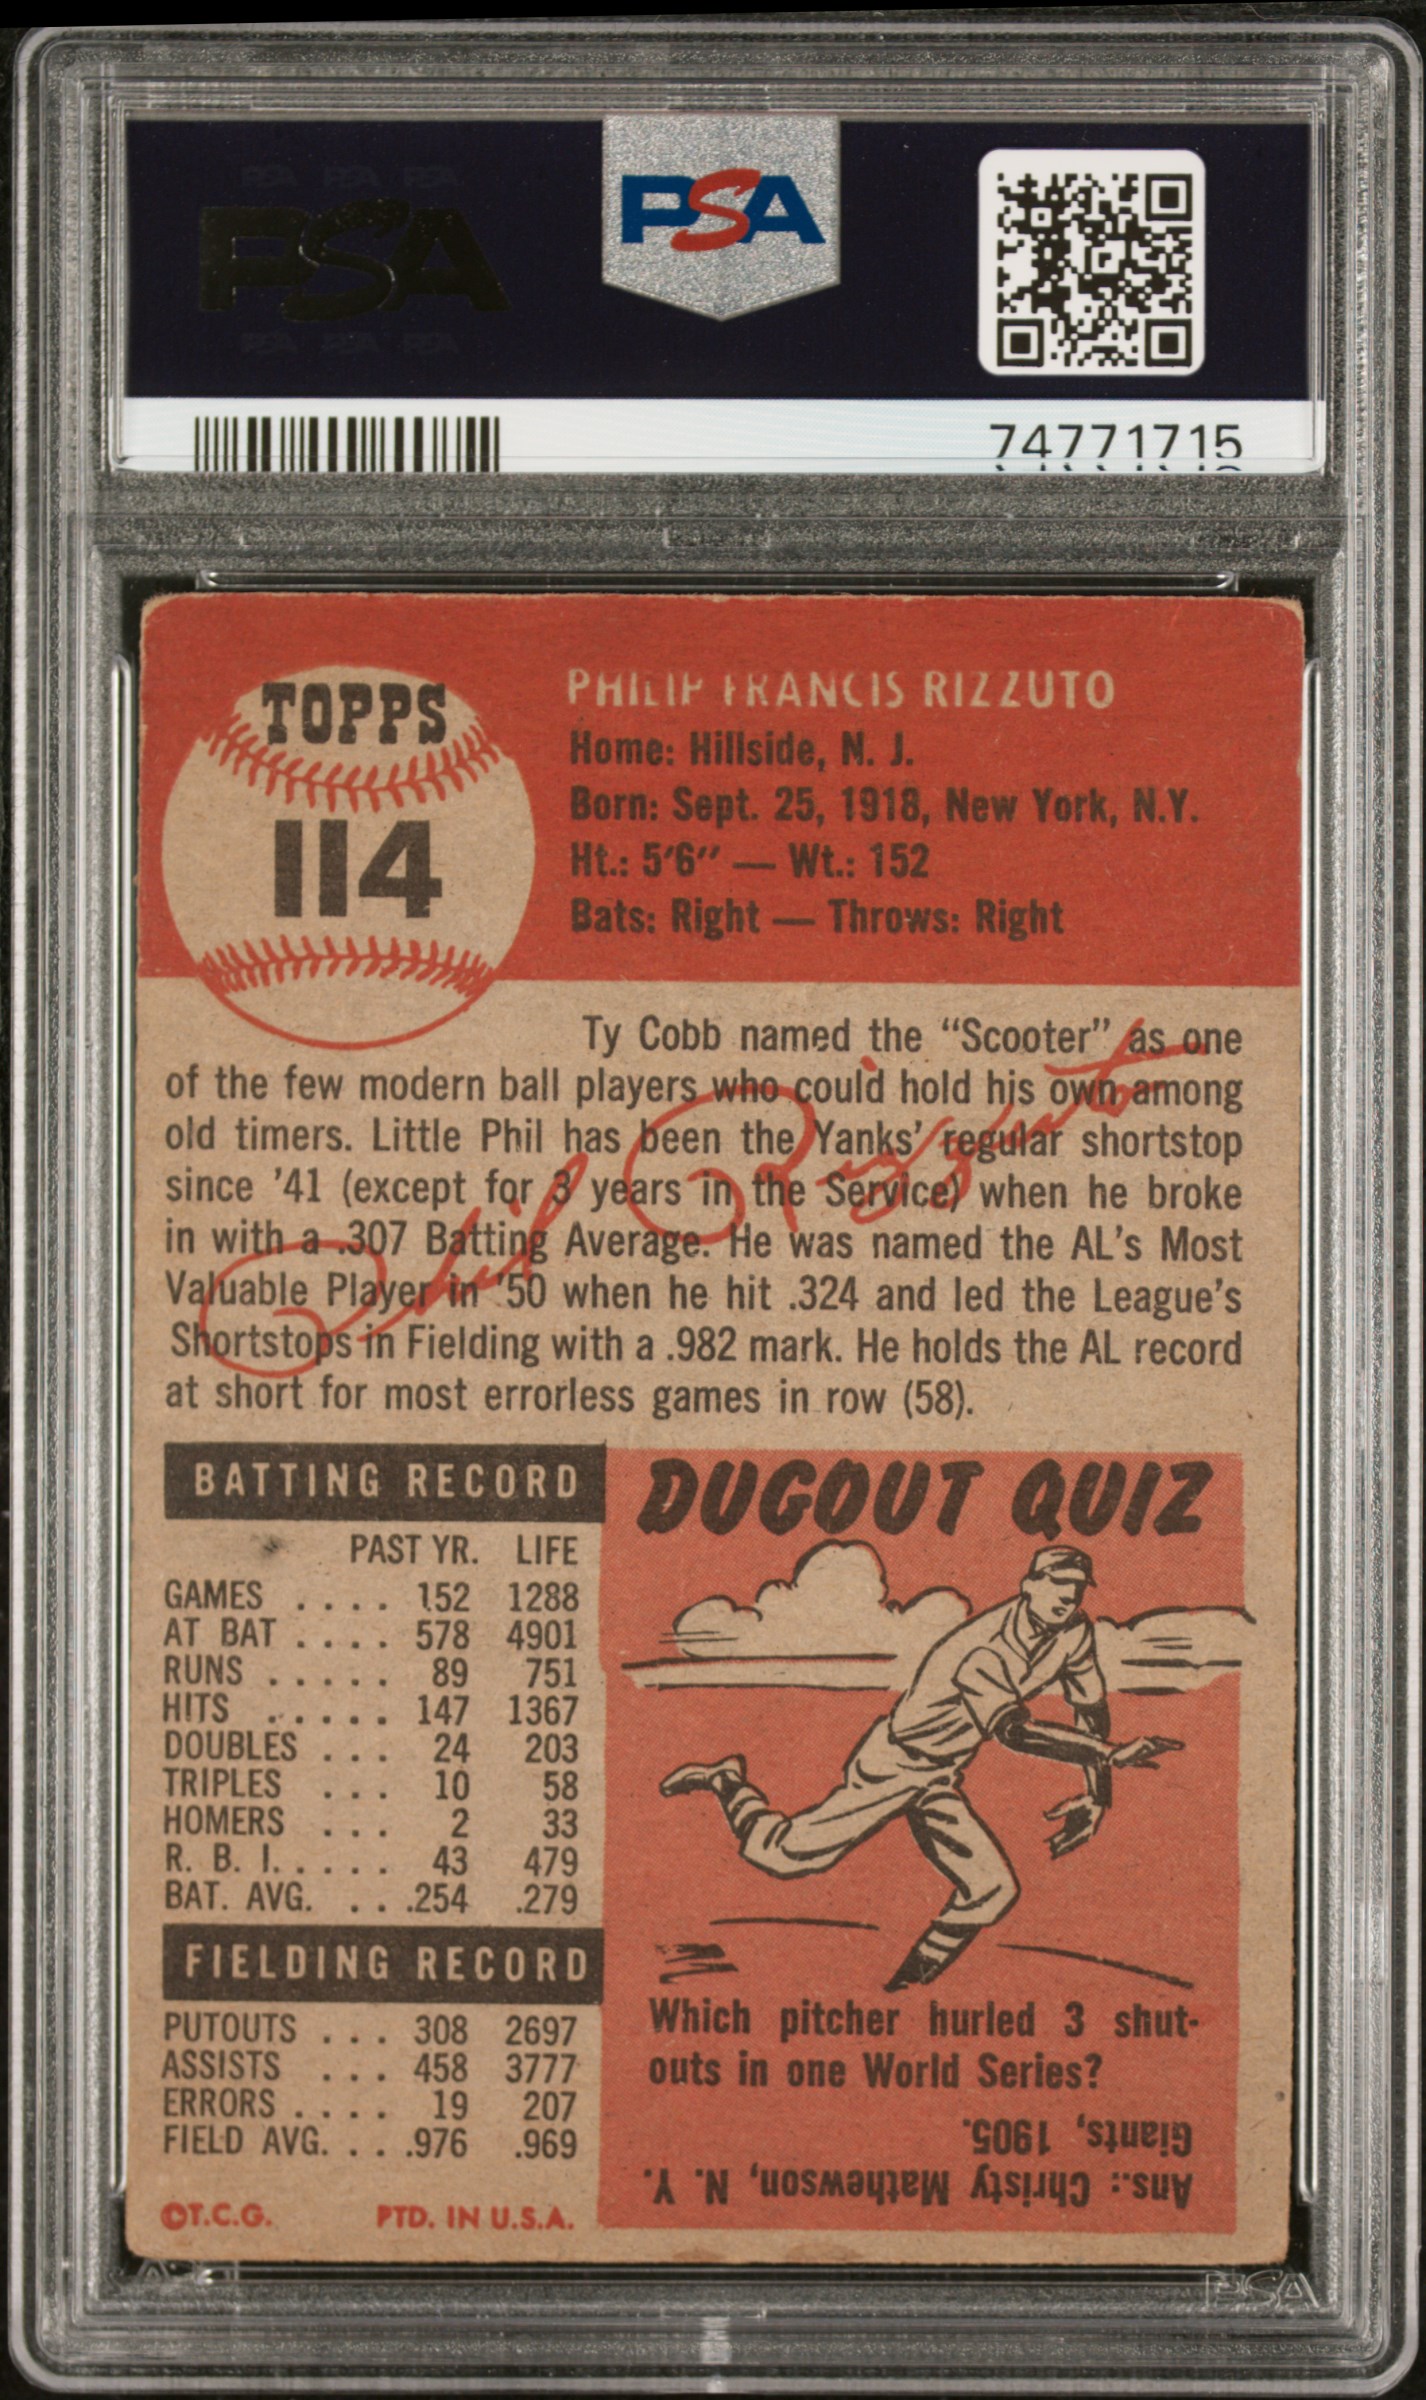 PSA PSA PSA
PSA
PSA PSA PSA
PSA
74771715
TOPPS
114
PHILIP FRANCIS RIZZUTO
Home: Hillside, N. J.
Born: Sept. 25, 1918, New York, N.Y.
Ht.: 5'6" — Wt.: 152
Bats: Right — Throws: Right
Ty Cobb named the “Scooter” as one
of the few modern ball players who could hold his own among
old timers. Little Phil has been the Yanks’ regular shortstop
since ’41 (except for 3 years in the Service) when he broke
in with a .307 Batting Average. He was named the AL’s Most
Valuable Player in ’50 when he hit .324 and led the League’s
Shortstops in Fielding with a .982 mark. He holds the AL record
at short for most errorless games in row (58).
Phil Rizzuto
BATTING RECORD
PAST YR. LIFE
GAMES .... 152 1288
AT BAT .... 578 4901
RUNS ..... 89 751
HITS ..... 147 1367
DOUBLES ... 24 203
TRIPLES ... 10 58
HOMERS ... 2 33
R. B. I. .... 43 479
BAT. AVG. ...254 .279
FIELDING RECORD
PUTOUTS ... 308 2697
ASSISTS ... 458 3777
ERRORS .... 19 207
FIELD AVG. ...976 .969
©T.C.G. PTD. IN U.S.A.
DUGOUT QUIZ
Which pitcher hurled 3 shut-
outs in one World Series?
Ans.: Christy Mathewson, N. Y.
Giants, 1905.
PSA